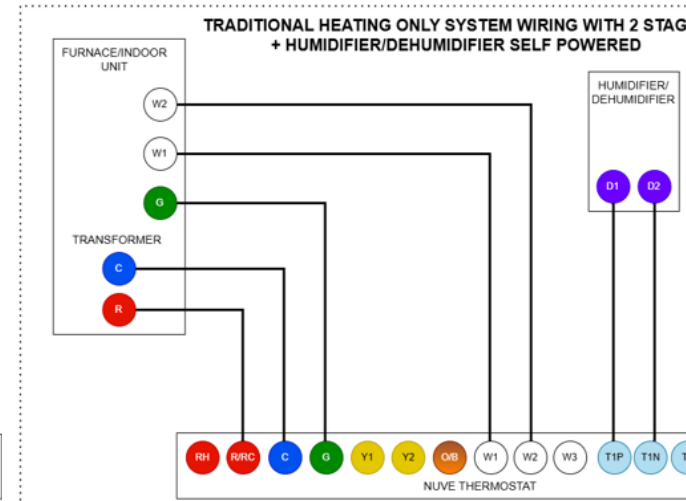 TRADITIONAL HEATING ONLY SYSTEM WIRING WITH 2 STAG
+ HUMIDIFIER/DEHUMIDIFIER SELF POWERED
FURNACE/INDOOR
UNIT
W2
W1
G
TRANSFORMER
C
R
HUMIDIFIER/
DEHUMIDIFIER
D1 D2
RH R/RC C G Y1 Y2 O/B W1 W2 W3 T1P T1N T
NUVE THERMOSTAT